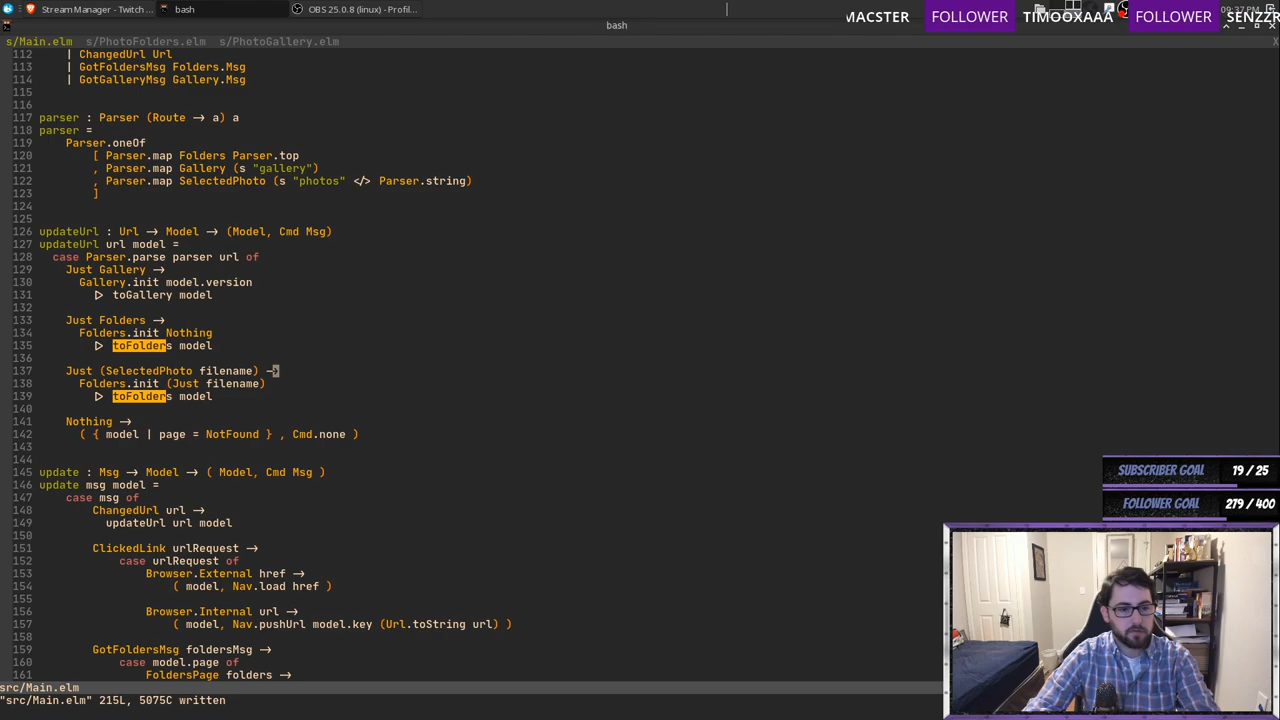 Stream Manager - Twitch
bash
OBS 25.0.8 (linux) - Profil...
09:37 PM
bash
MACSTER FOLLOWER TIMOOXAAA FOLLOWER SENZZR
s/Main.elm s/PhotoFolders.elm s/PhotoGallery.elm X
112 | ChangedUrl Url
113 | GotFoldersMsg Folders.Msg
114 | GotGalleryMsg Gallery.Msg
115
116
117 parser : Parser (Route → a) a
118 parser =
119 Parser.oneOf
120 [ Parser.map Folders Parser.top
121 , Parser.map Gallery (s "gallery")
122 , Parser.map SelectedPhoto (s "photos" </> Parser.string)
123 ]
124
125
126 updateUrl : Url → Model → (Model, Cmd Msg)
127 updateUrl url model =
128 case Parser.parse parser url of
129 Just Gallery →
130 Gallery.init model.version
131 ▷ toGallery model
132
133 Just Folders →
134 Folders.init Nothing
135 ▷ toFolders model
136
137 Just (SelectedPhoto filename) →
138 Folders.init (Just filename)
139 ▷ toFolders model
140
141 Nothing →
142 ( { model | page = NotFound } , Cmd.none )
143
144
145 update : Msg → Model → ( Model, Cmd Msg )
146 update msg model =
147 case msg of
148 ChangedUrl url →
149 updateUrl url model
150
151 ClickedLink urlRequest →
152 case urlRequest of
153 Browser.External href →
154 ( model, Nav.load href )
155
156 Browser.Internal url →
157 ( model, Nav.pushUrl model.key (Url.toString url) )
158
159 GotFoldersMsg foldersMsg →
160 case model.page of
161 FoldersPage folders →
src/Main.elm
"src/Main.elm" 215L, 5075C written
SUBSCRIBER GOAL 19 / 25
FOLLOWER GOAL 279 / 400